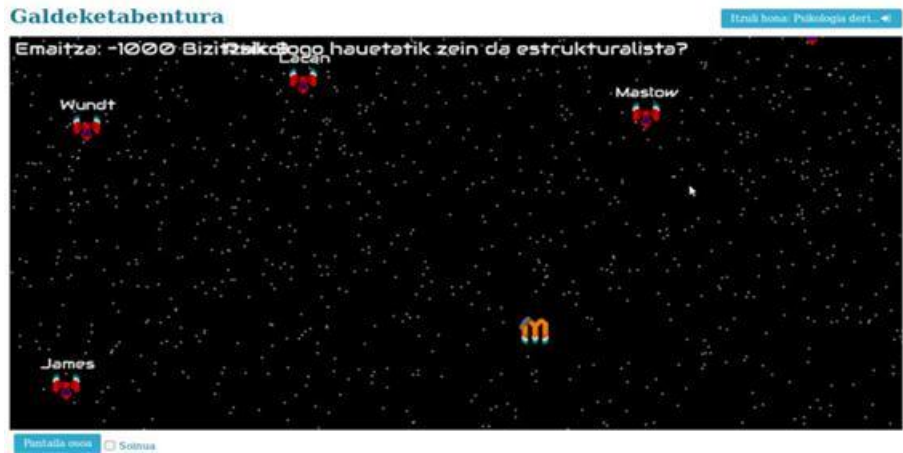 Galdeketabentura
Itzuli hona: Psikologia deri...
Emaitza: -1000 hauetatik zein da estrukturalista?
Lacan
Wundt
Maslow
James
Pantaila osoa
Soinua